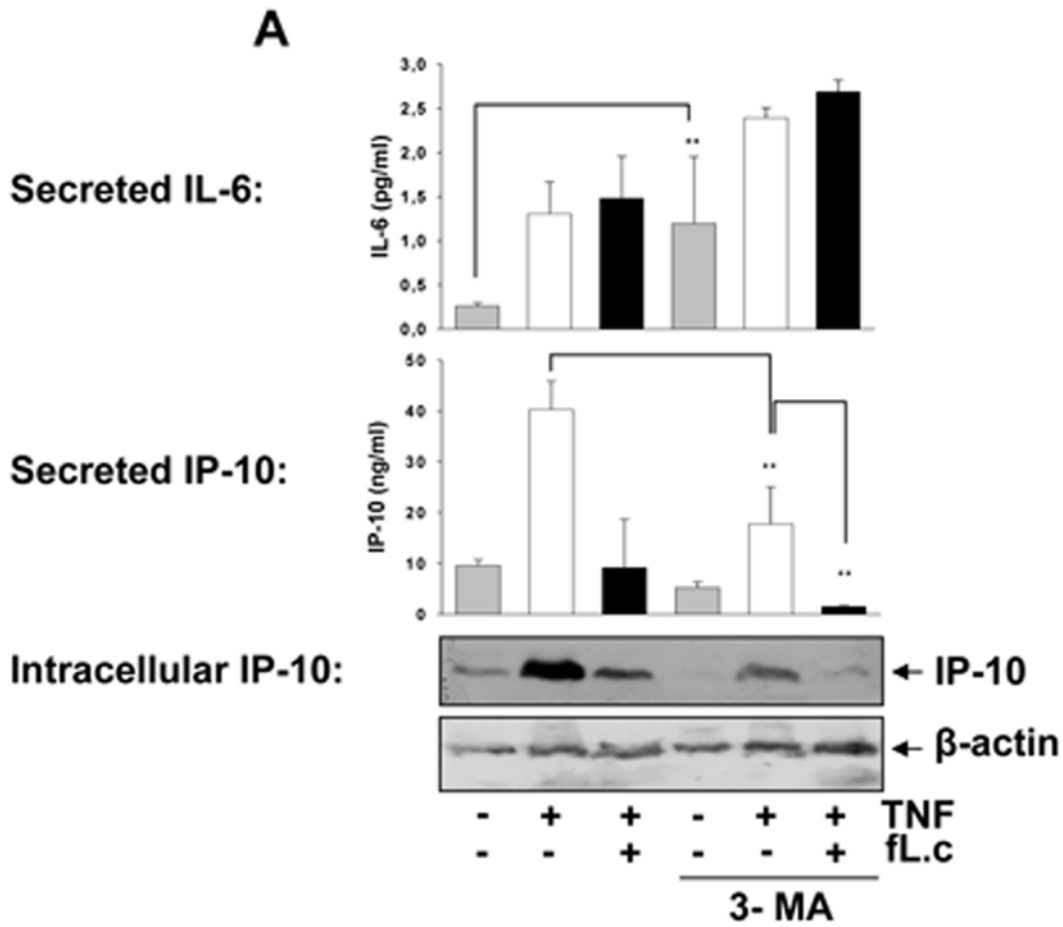 A
Secreted IL-6:
IL-6 (pg/ml)
3,0
2,5
2,0
1,5
1,0
0,5
0,0
**
Secreted IP-10:
IP-10 (ng/ml)
50
40
30
20
10
0
**
**
Intracellular IP-10:
IP-10
β-actin
- + + - + + TNF
- - + - - + fL.c
3- MA